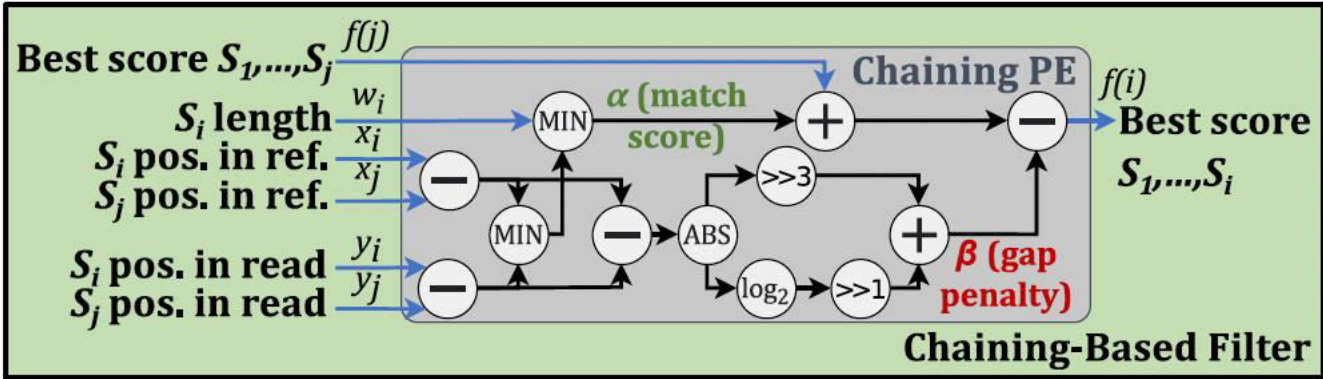 Best score S₁,...,Sⱼ
f(j)
Chaining PE
Sᵢ length
wᵢ
MIN
α (match
score)
+
−
f(i)
Best score
S₁,...,Sᵢ
Sᵢ pos. in ref.
xᵢ
Sⱼ pos. in ref.
xⱼ
−
>>3
MIN
−
ABS
+
Sᵢ pos. in read
yᵢ
Sⱼ pos. in read
yⱼ
−
log₂
>>1
β (gap
penalty)
Chaining-Based Filter